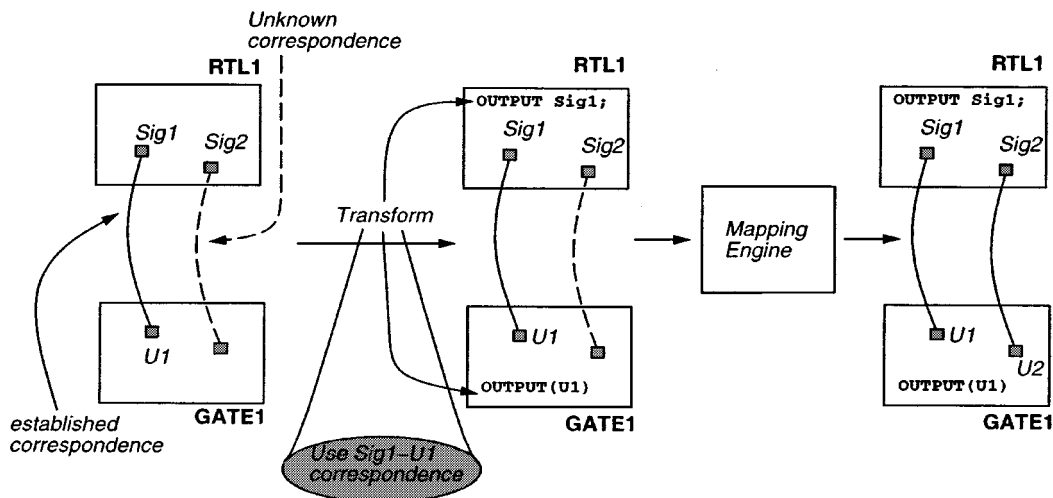 Unknown
correspondence
RTL1
Sig1
Sig2
U1
GATE1
established
correspondence
Transform
Use Sig1-U1
correspondence
RTL1
OUTPUT Sig1;
Sig1
Sig2
U1
OUTPUT(U1)
GATE1
Mapping
Engine
RTL1
OUTPUT Sig1;
Sig1
Sig2
U1
U2
OUTPUT(U1)
GATE1